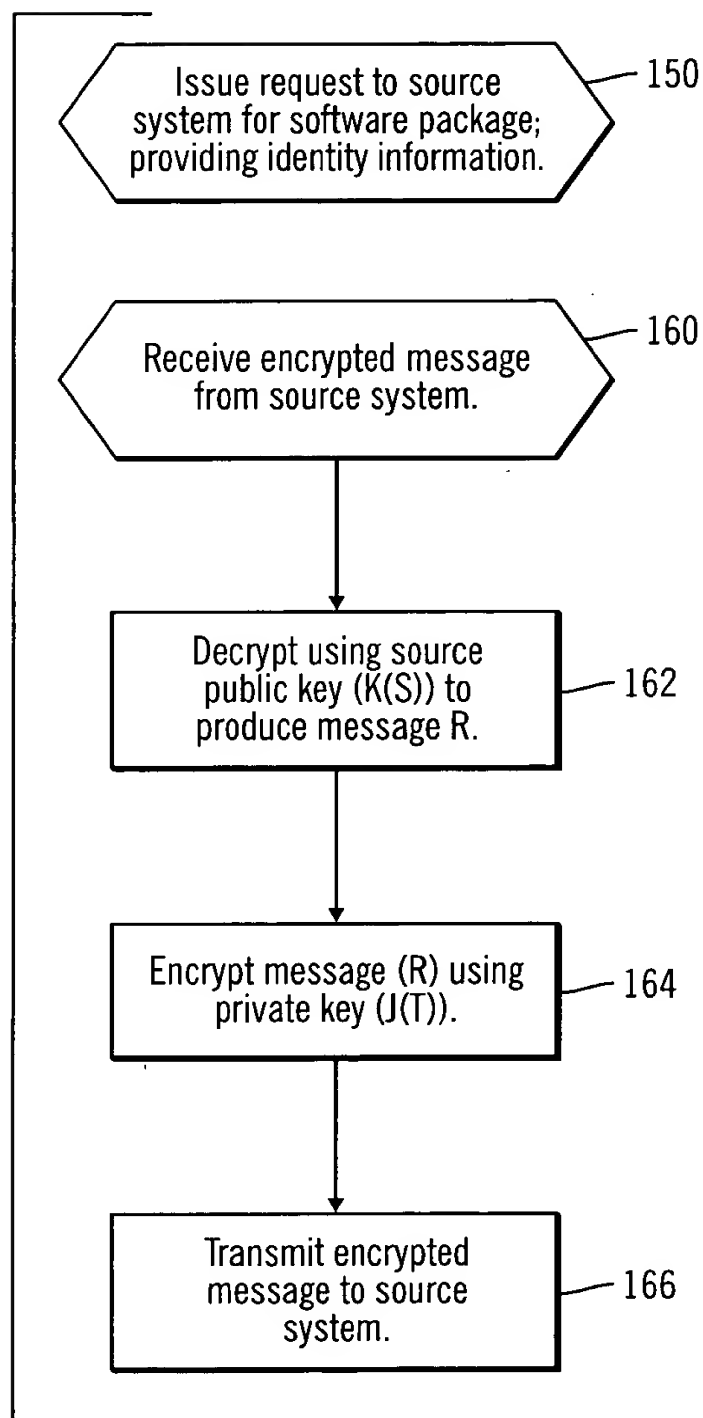 Issue request to source
system for software package;
providing identity information.
150
Receive encrypted message
from source system.
160
Decrypt using source
public key (K(S)) to
produce message R.
162
Encrypt message (R) using
private key (J(T)).
164
Transmit encrypted
message to source
system.
166